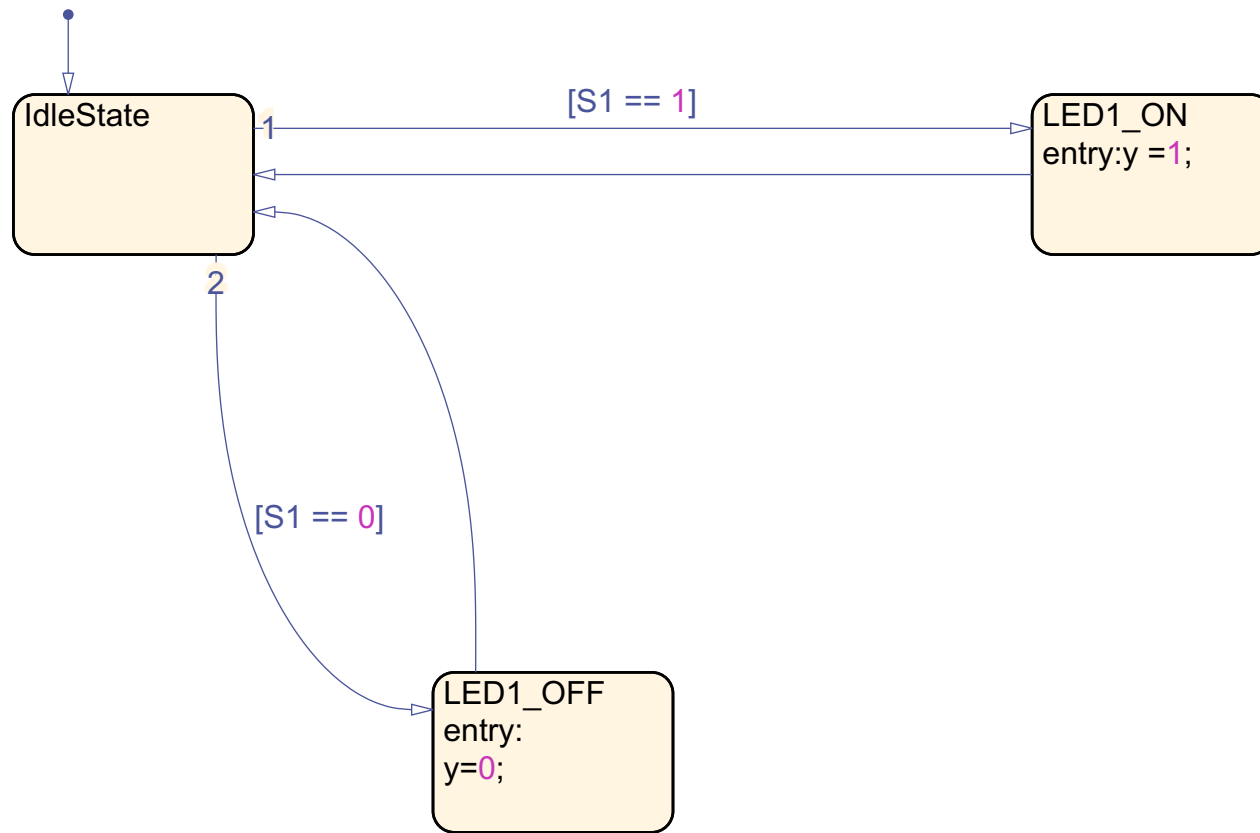 IdleState
1
[S1 == 1]
LED1_ON
entry:y =1;
2
[S1 == 0]
LED1_OFF
entry:
y=0;